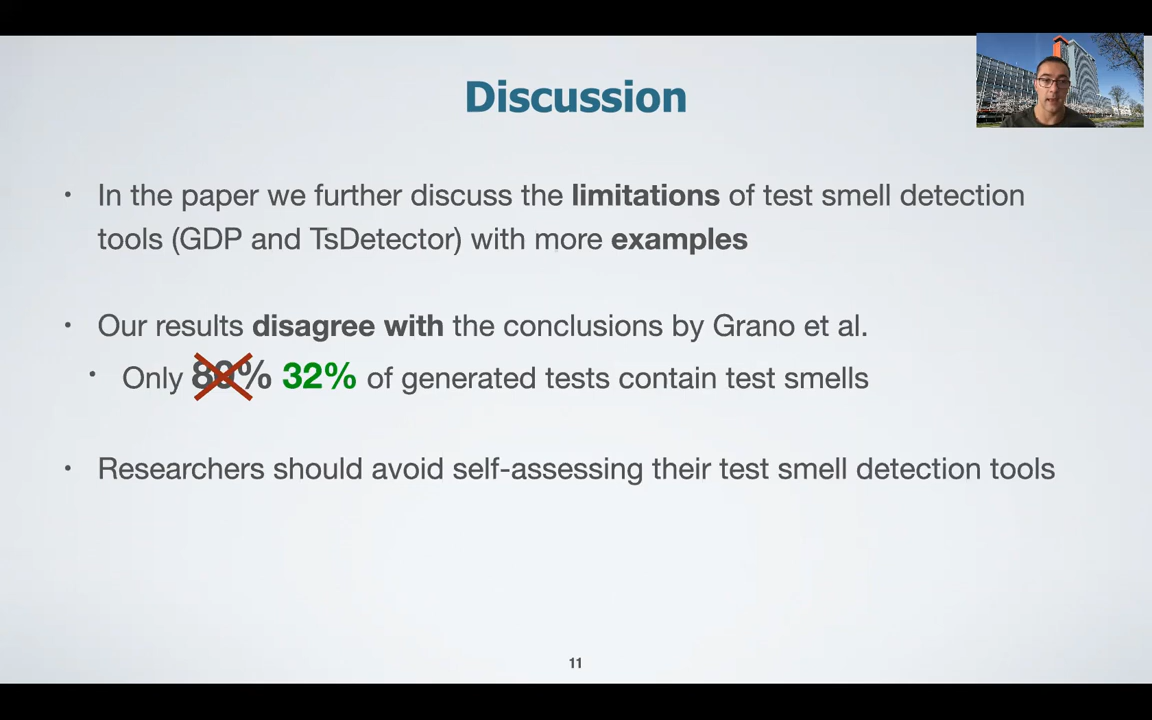 Discussion
• In the paper we further discuss the limitations of test smell detection
tools (GDP and TsDetector) with more examples
• Our results disagree with the conclusions by Grano et al.
• Only % 32% of generated tests contain test smells
• Researchers should avoid self-assessing their test smell detection tools
11